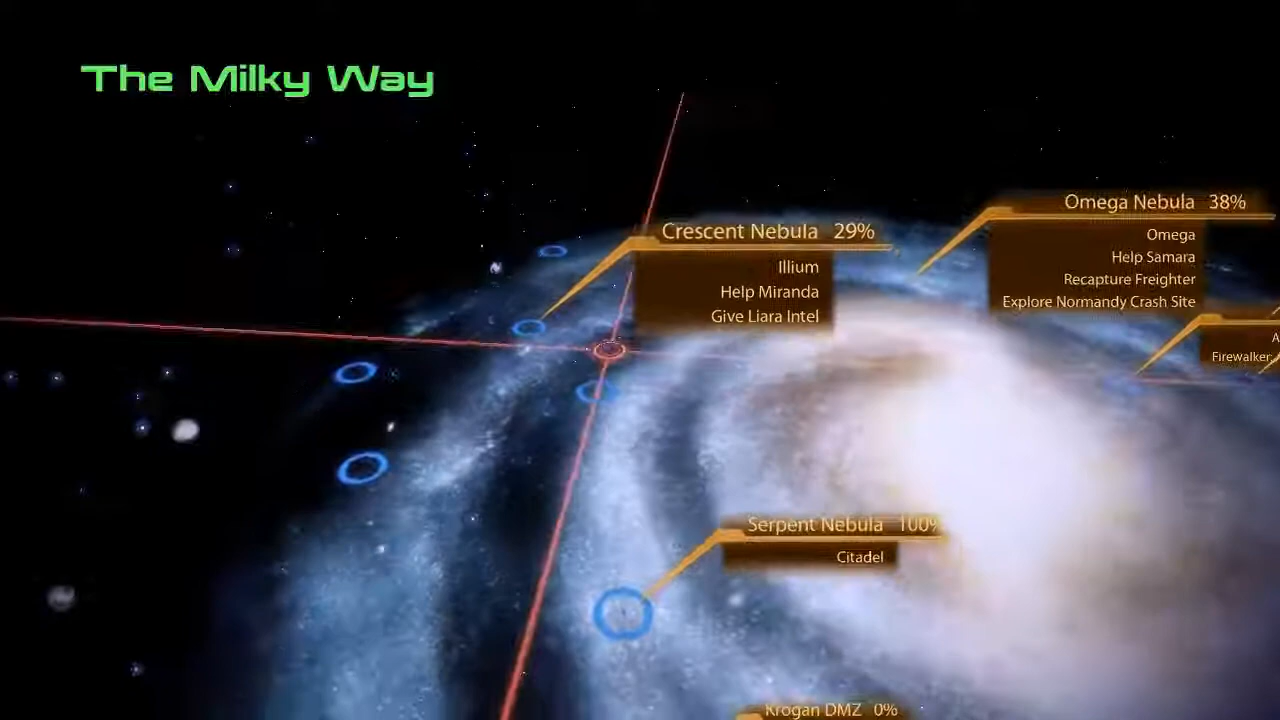 The Milky Way
Crescent Nebula 29%
Illium
Help Miranda
Give Liara Intel
Omega Nebula 38%
Omega
Help Samara
Recapture Freighter
Explore Normandy Crash Site
A
Firewalker:
Serpent Nebula 100%
Citadel
Krogan DMZ 0%